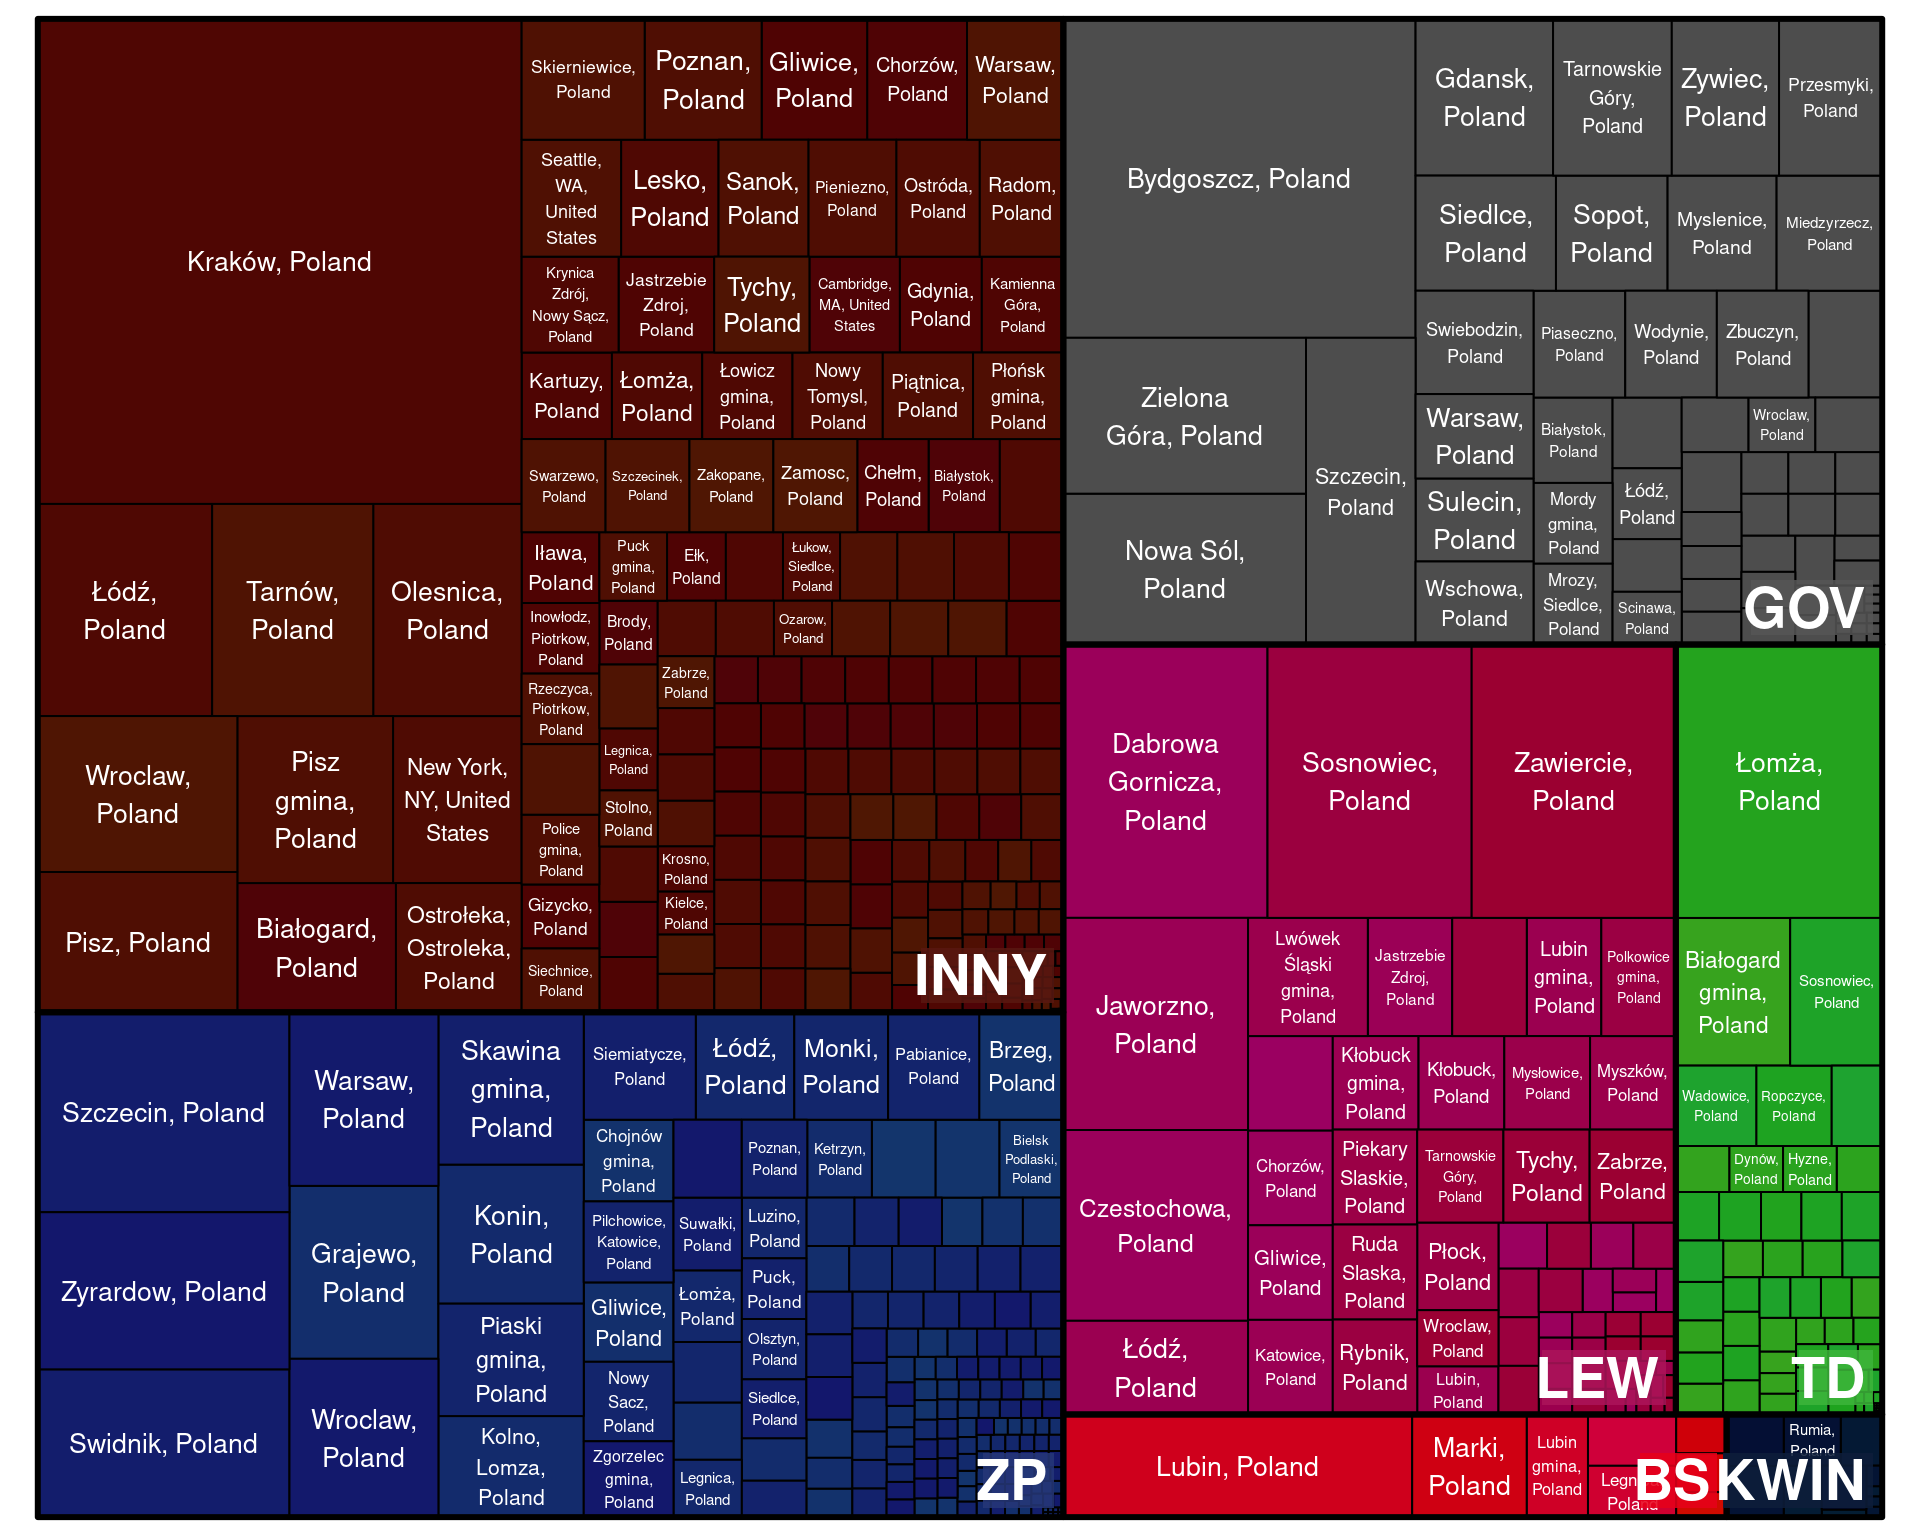 Kraków, Poland
Łódź,
Poland
Tarnów,
Poland
Olesnica,
Poland
Wroclaw,
Poland
Pisz
gmina,
Poland
New York,
NY, United
States
Pisz, Poland
Białogard,
Poland
Ostrołeka,
Ostroleka,
Poland
Skierniewice,
Poland
Poznan,
Poland
Gliwice,
Poland
Chorzów,
Poland
Warsaw,
Poland
Seattle,
WA,
United
States
Lesko,
Poland
Sanok,
Poland
Pieniezno,
Poland
Ostróda,
Poland
Radom,
Poland
Krynica
Zdrój,
Nowy Sącz,
Poland
Jastrzebie
Zdroj,
Poland
Tychy,
Poland
Cambridge,
MA, United
States
Gdynia,
Poland
Kamienna
Góra,
Poland
Kartuzy,
Poland
Łomża,
Poland
Łowicz
gmina,
Poland
Nowy
Tomysl,
Poland
Piątnica,
Poland
Płońsk
gmina,
Poland
Swarzewo,
Poland
Szczecinek,
Poland
Zakopane,
Poland
Zamosc,
Poland
Chełm,
Poland
Białystok,
Poland
Iława,
Poland
Puck
gmina,
Poland
Ełk,
Poland
Łukow,
Siedlce,
Poland
Inowłodz,
Piotrkow,
Poland
Brody,
Poland
Ozarow,
Poland
Rzeczyca,
Piotrkow,
Poland
Zabrze,
Poland
Legnica,
Poland
Stolno,
Poland
Police
gmina,
Poland
Krosno,
Poland
Gizycko,
Poland
Kielce,
Poland
Siechnice,
Poland
INNY
Bydgoszcz, Poland
Zielona
Góra, Poland
Nowa Sól,
Poland
Szczecin,
Poland
Gdansk,
Poland
Tarnowskie
Góry,
Poland
Zywiec,
Poland
Przesmyki,
Poland
Siedlce,
Poland
Sopot,
Poland
Myslenice,
Poland
Miedzyrzecz,
Poland
Swiebodzin,
Poland
Piaseczno,
Poland
Wodynie,
Poland
Zbuczyn,
Poland
Warsaw,
Poland
Białystok,
Poland
Wroclaw,
Poland
Sulecin,
Poland
Mordy
gmina,
Poland
Łódź,
Poland
Wschowa,
Poland
Mrozy,
Siedlce,
Poland
Scinawa,
Poland
GOV
Dabrowa
Gornicza,
Poland
Sosnowiec,
Poland
Zawiercie,
Poland
Jaworzno,
Poland
Czestochowa,
Poland
Łódź,
Poland
Lwówek
Śląski
gmina,
Poland
Jastrzebie
Zdroj,
Poland
Lubin
gmina,
Poland
Polkowice
gmina,
Poland
Kłobuck
gmina,
Poland
Kłobuck,
Poland
Mysłowice,
Poland
Myszków,
Poland
Chorzów,
Poland
Piekary
Slaskie,
Poland
Tarnowskie
Góry,
Poland
Tychy,
Poland
Zabrze,
Poland
Gliwice,
Poland
Ruda
Slaska,
Poland
Płock,
Poland
Katowice,
Poland
Rybnik,
Poland
Wroclaw,
Poland
Lubin,
Poland
LEW
Łomża,
Poland
Białogard
gmina,
Poland
Sosnowiec,
Poland
Wadowice,
Poland
Ropczyce,
Poland
Dynów,
Poland
Hyzne,
Poland
TD
Szczecin, Poland
Zyrardow, Poland
Swidnik, Poland
Warsaw,
Poland
Grajewo,
Poland
Wroclaw,
Poland
Skawina
gmina,
Poland
Konin,
Poland
Piaski
gmina,
Poland
Kolno,
Lomza,
Poland
Siemiatycze,
Poland
Łódź,
Poland
Monki,
Poland
Pabianice,
Poland
Brzeg,
Poland
Chojnów
gmina,
Poland
Poznan,
Poland
Ketrzyn,
Poland
Bielsk
Podlaski,
Poland
Pilchowice,
Katowice,
Poland
Suwałki,
Poland
Luzino,
Poland
Gliwice,
Poland
Łomża,
Poland
Puck,
Poland
Olsztyn,
Poland
Nowy
Sacz,
Poland
Siedlce,
Poland
Zgorzelec
gmina,
Poland
Legnica,
Poland
ZP
Lubin, Poland
Marki,
Poland
Lubin
gmina,
Poland
BS
Rumia,
Poland
KWIN